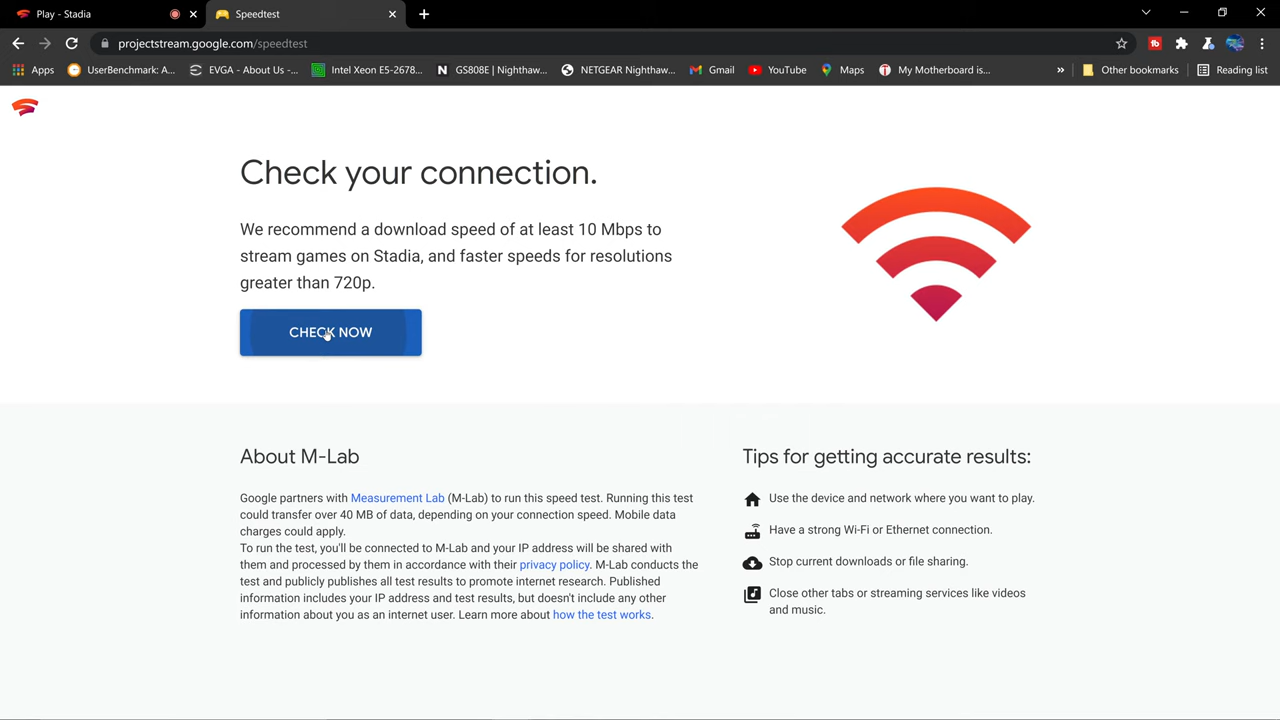 Play - Stadia
Speedtest
projectstream.google.com/speedtest
Apps
UserBenchmark: A...
EVGA - About Us -...
Intel Xeon E5-2678...
GS808E | Nighthaw...
NETGEAR Nighthaw...
Gmail
YouTube
Maps
My Motherboard is...
»
Other bookmarks
Reading list
Check your connection.
We recommend a download speed of at least 10 Mbps to
stream games on Stadia, and faster speeds for resolutions
greater than 720p.
CHECK NOW
About M-Lab
Google partners with Measurement Lab (M-Lab) to run this speed test. Running this test
could transfer over 40 MB of data, depending on your connection speed. Mobile data
charges could apply.
To run the test, you'll be connected to M-Lab and your IP address will be shared with
them and processed by them in accordance with their privacy policy. M-Lab conducts the
test and publicly publishes all test results to promote internet research. Published
information includes your IP address and test results, but doesn't include any other
information about you as an internet user. Learn more about how the test works.
Tips for getting accurate results:
Use the device and network where you want to play.
Have a strong Wi-Fi or Ethernet connection.
Stop current downloads or file sharing.
Close other tabs or streaming services like videos
and music.